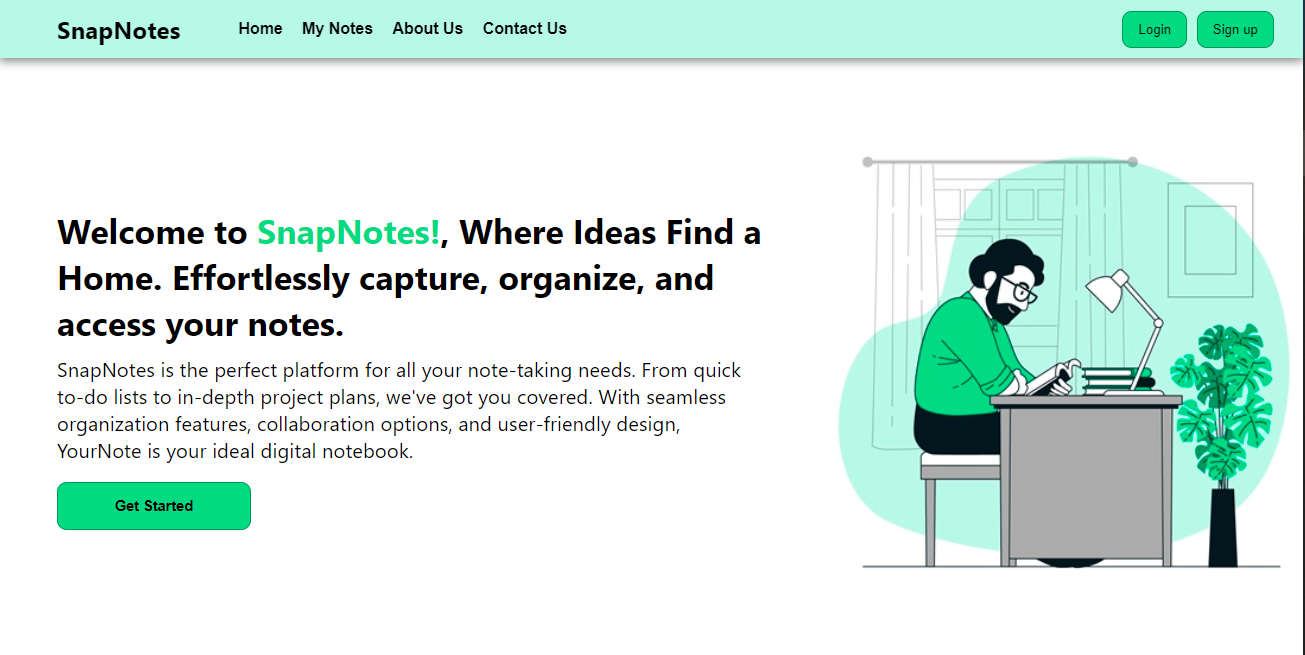 SnapNotes
Home My Notes About Us Contact Us
Login Sign up
Welcome to SnapNotes!, Where Ideas Find a
Home. Effortlessly capture, organize, and
access your notes.
SnapNotes is the perfect platform for all your note-taking needs. From quick
to-do lists to in-depth project plans, we've got you covered. With seamless
organization features, collaboration options, and user-friendly design,
YourNote is your ideal digital notebook.
Get Started